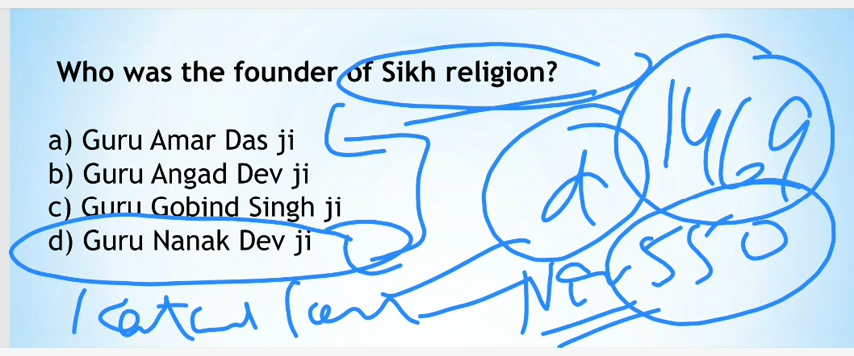 Who was the founder of Sikh religion?
a) Guru Amar Das ji
b) Guru Angad Dev ji
c) Guru Gobind Singh ji
d) Guru Nanak Dev ji
1469
d
550